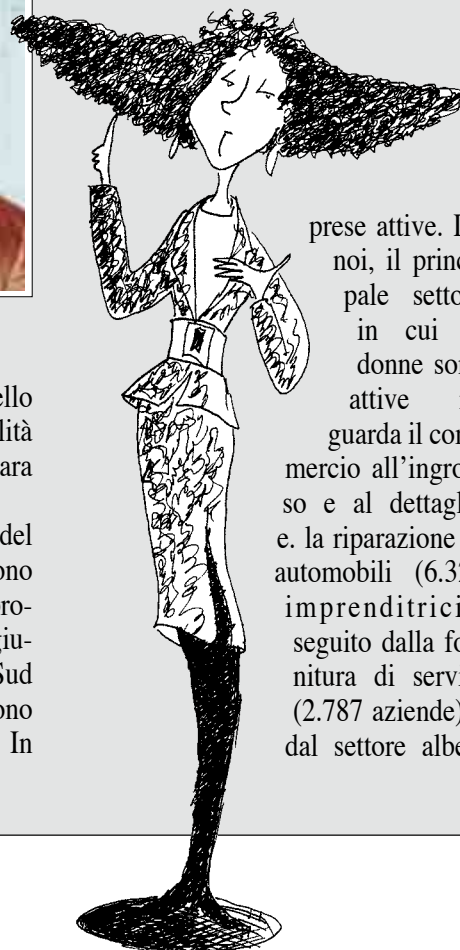 ello
lità
ara
del
ono
pro-
giu-
Sud
ono
In
prese attive.
noi, il princ
pale setto
in cui
donne so
attive
guarda il co
mercio all’ingro
so e al dettagl
e. la riparazione
automobili (6.3
imprenditrici
seguito dalla fo
nitura di servi
(2.787 aziende)
dal settore albe